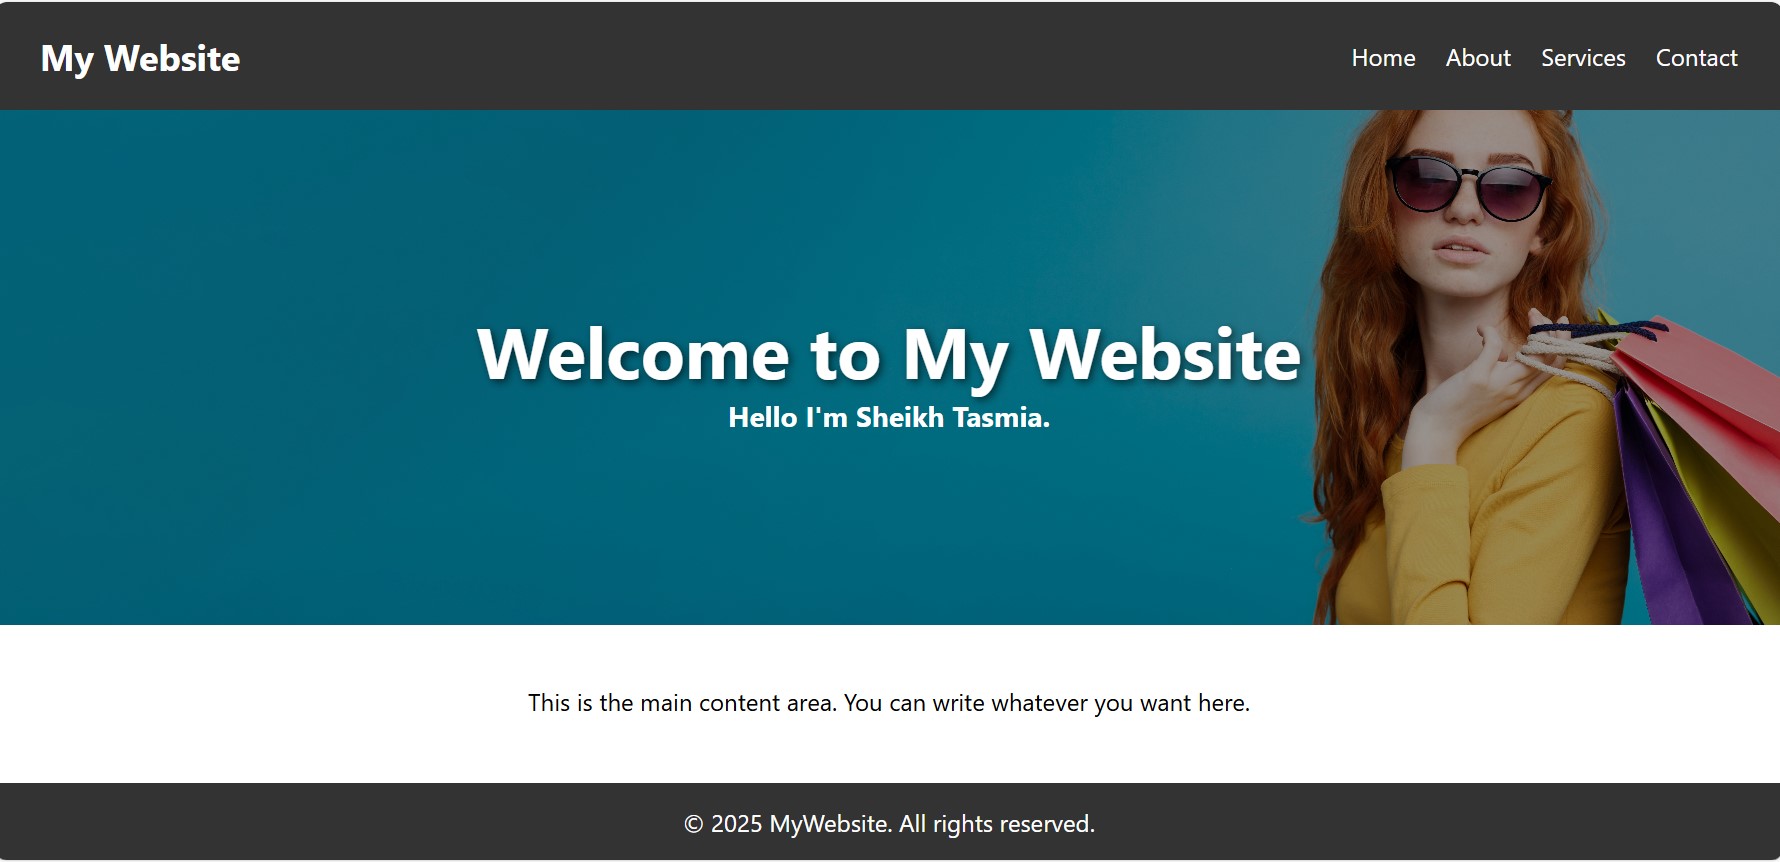 My Website
Home About Services Contact
Welcome to My Website
Hello I'm Sheikh Tasmia.
This is the main content area. You can write whatever you want here.
© 2025 MyWebsite. All rights reserved.